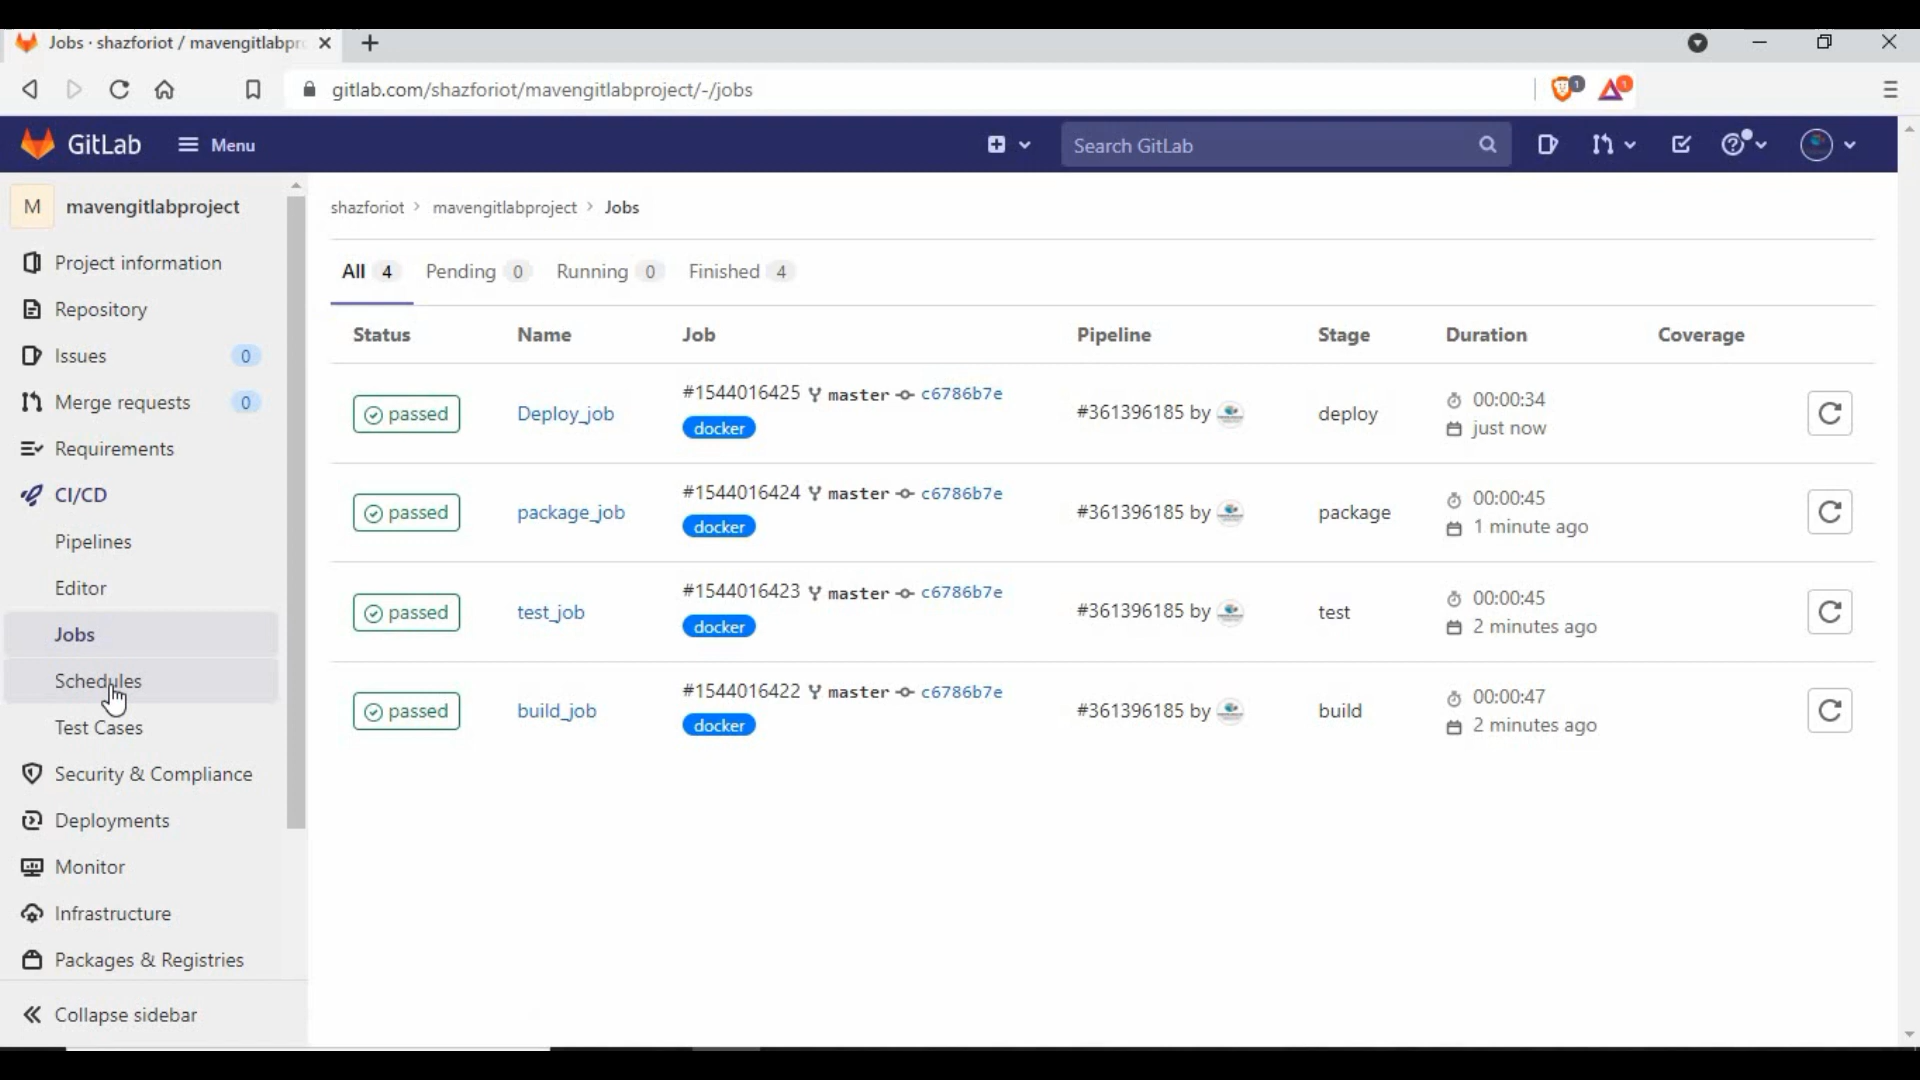 Jobs · shazforiot / mavengitlabpr
gitlab.com/shazforiot/mavengitlabproject/-/jobs
1
1
GitLab
Menu
Search GitLab
M mavengitlabproject
Project information
Repository
Issues 0
Merge requests 0
Requirements
CI/CD
Pipelines
Editor
Jobs
Schedules
Test Cases
Security & Compliance
Deployments
Monitor
Infrastructure
Packages & Registries
Collapse sidebar
shazforiot > mavengitlabproject > Jobs
All 4 Pending 0 Running 0 Finished 4
Status Name Job Pipeline Stage Duration Coverage
passed Deploy_job #1544016425 master c6786b7e #361396185 by deploy 00:00:34
docker just now
passed package_job #1544016424 master c6786b7e #361396185 by package 00:00:45
docker 1 minute ago
passed test_job #1544016423 master c6786b7e #361396185 by test 00:00:45
docker 2 minutes ago
passed build_job #1544016422 master c6786b7e #361396185 by build 00:00:47
docker 2 minutes ago